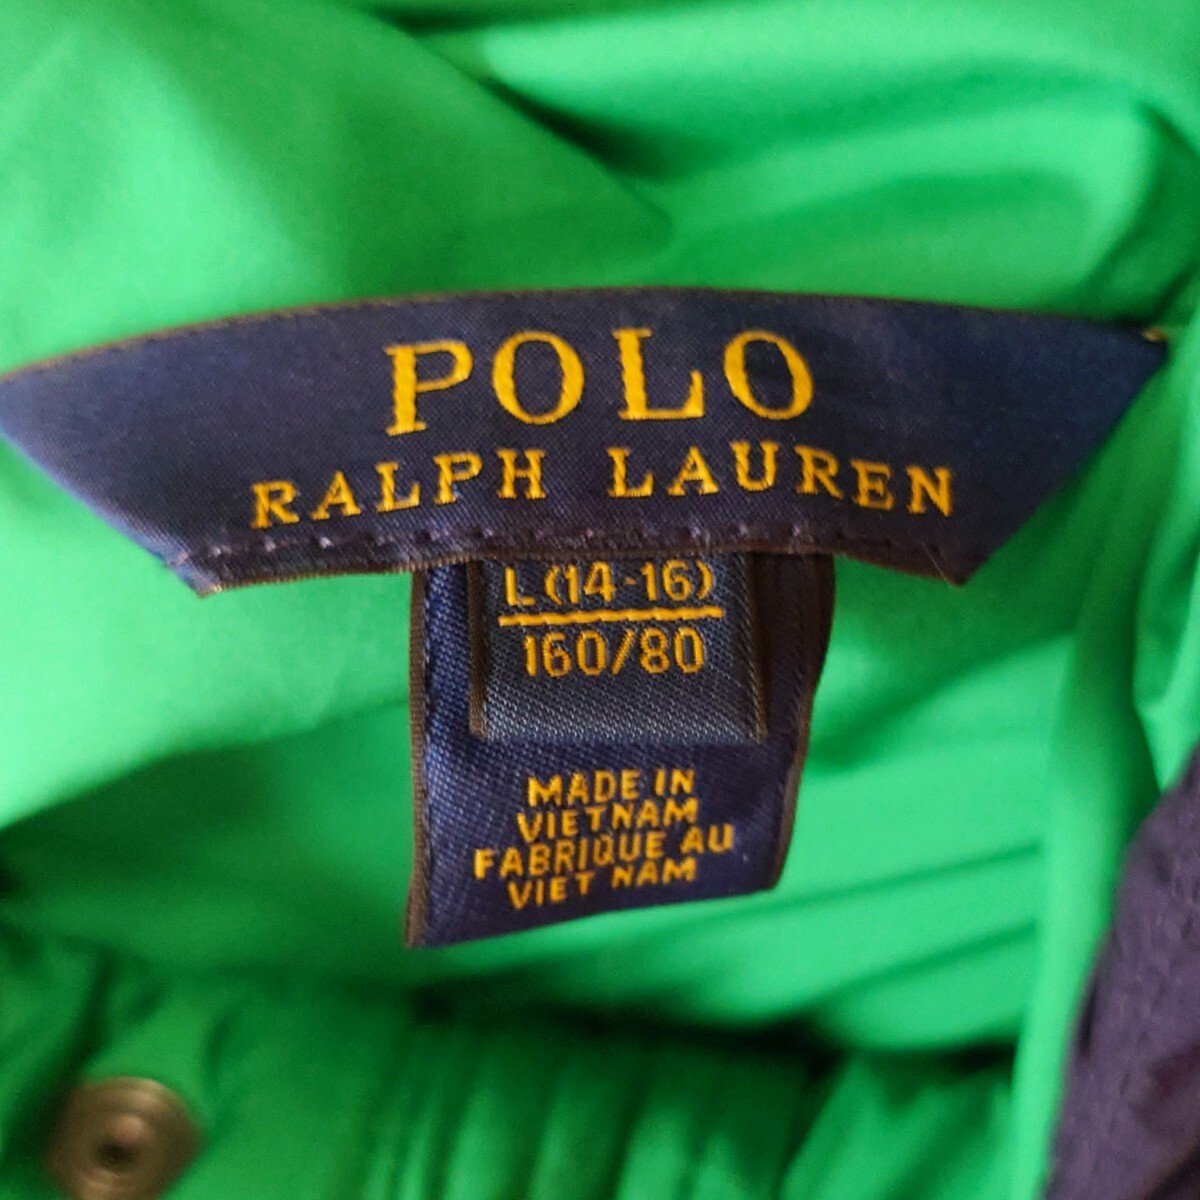 POLO
RALPH LAUREN
L (14-16)
160/80
MADE IN
VIETNAM
FABRIQUE AU
VIET NAM